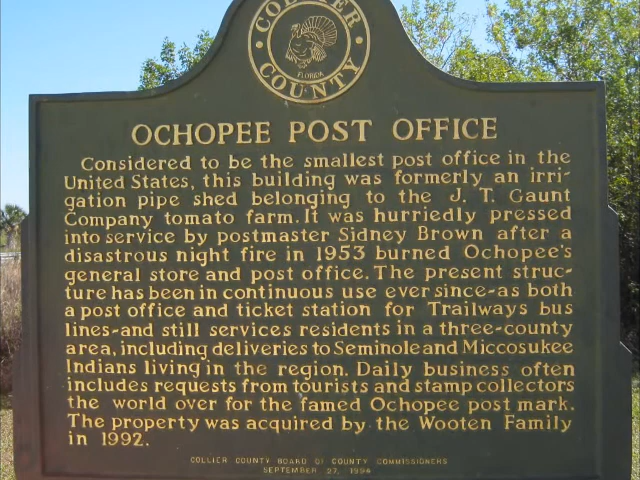 COLLIER
FLORIDA
COUNTY
OCHOPEE POST OFFICE
Considered to be the smallest post office in the
United States, this building was formerly an irri-
gation pipe shed belonging to the J. T. Gaunt
Company tomato farm. It was hurriedly pressed
into service by postmaster Sidney Brown after a
disastrous night fire in 1953 burned Ochopee's
general store and post office. The present struc-
ture has been in continuous use ever since-as both
a post office and ticket station for Trailways bus
lines-and still services residents in a three-county
area, including deliveries to Seminole and Miccosukee
Indians living in the region. Daily business often
includes requests from tourists and stamp collectors
the world over for the famed Ochopee post mark.
The property was acquired by the Wooten Family
in 1992.
COLLIER COUNTY BOARD OF COUNTY COMMISSIONERS
SEPTEMBER 27, 1994